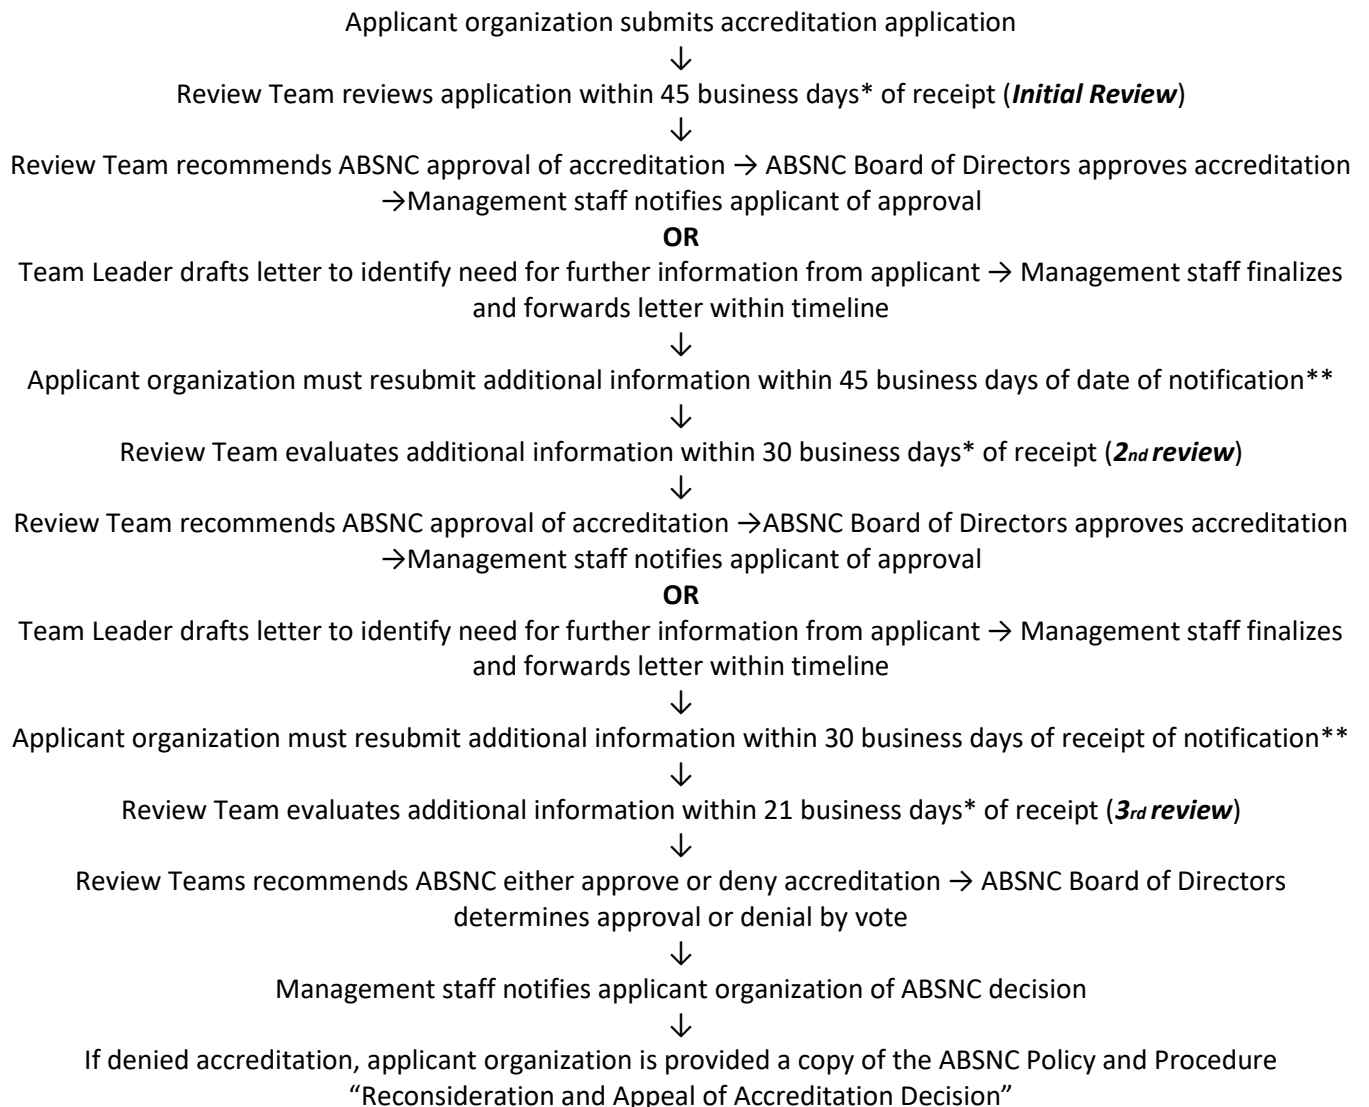 Applicant organization submits accreditation application
↓
Review Team reviews application within 45 business days* of receipt (Initial Review)
↓
Review Team recommends ABSNC approval of accreditation → ABSNC Board of Directors approves accreditation
→Management staff notifies applicant of approval
OR
Team Leader drafts letter to identify need for further information from applicant → Management staff finalizes
and forwards letter within timeline
↓
Applicant organization must resubmit additional information within 45 business days of date of notification**
↓
Review Team evaluates additional information within 30 business days* of receipt (2nd review)
↓
Review Team recommends ABSNC approval of accreditation →ABSNC Board of Directors approves accreditation
→Management staff notifies applicant of approval
OR
Team Leader drafts letter to identify need for further information from applicant → Management staff finalizes
and forwards letter within timeline
↓
Applicant organization must resubmit additional information within 30 business days of receipt of notification**
↓
Review Team evaluates additional information within 21 business days* of receipt (3rd review)
↓
Review Teams recommends ABSNC either approve or deny accreditation → ABSNC Board of Directors
determines approval or denial by vote
↓
Management staff notifies applicant organization of ABSNC decision
↓
If denied accreditation, applicant organization is provided a copy of the ABSNC Policy and Procedure
“Reconsideration and Appeal of Accreditation Decision”